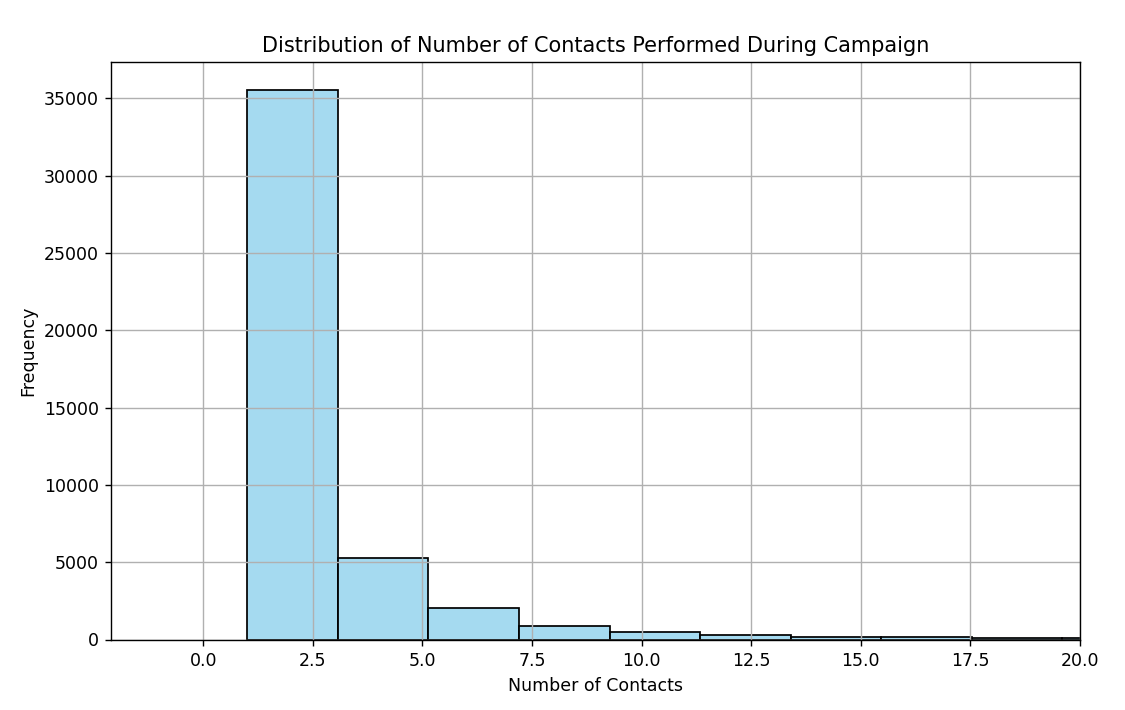 Distribution of Number of Contacts Performed During Campaign
Frequency
35000
30000
25000
20000
15000
10000
5000
0
0.0 2.5 5.0 7.5 10.0 12.5 15.0 17.5 20.0
Number of Contacts